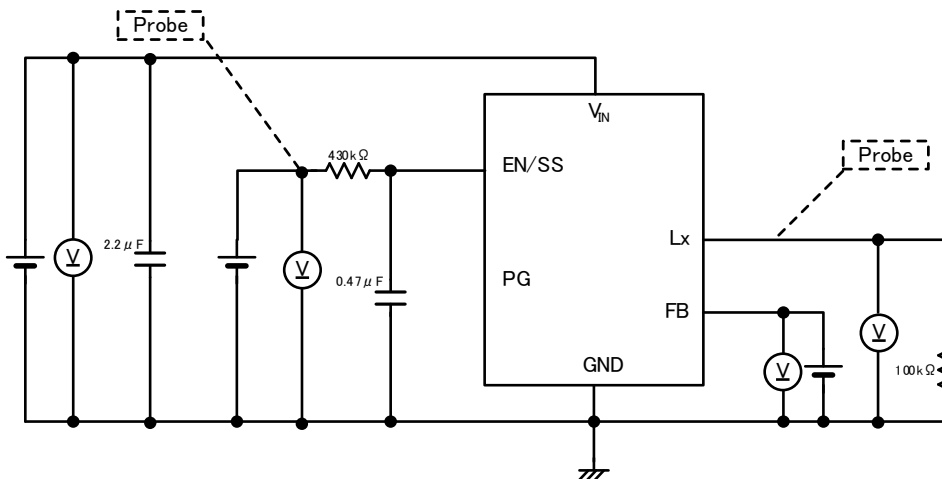 Probe
V_IN
430kΩ
EN/SS
Probe
Lx
V
2.2μF
V
0.47μF
PG
FB
V
V
100kΩ
GND